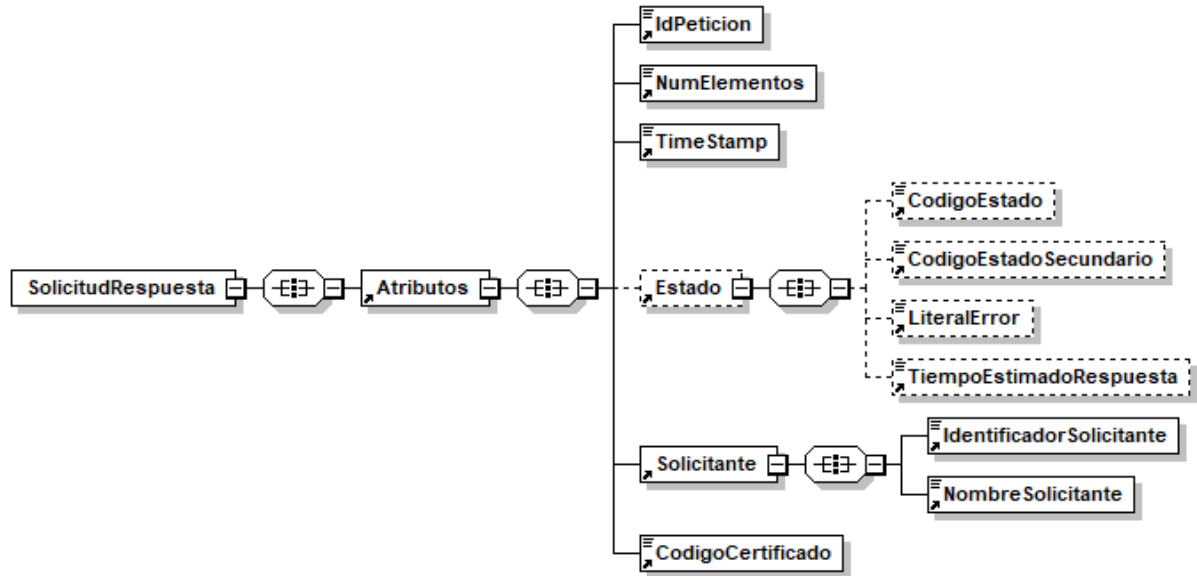 IdPeticion
NumElementos
TimeStamp
CodigoEstado
CodigoEstadoSecundario
SolicitudRespuesta
Atributos
Estado
LiteralError
TiempoEstimadoRespuesta
IdentificadorSolicitante
Solicitante
NombreSolicitante
CodigoCertificado